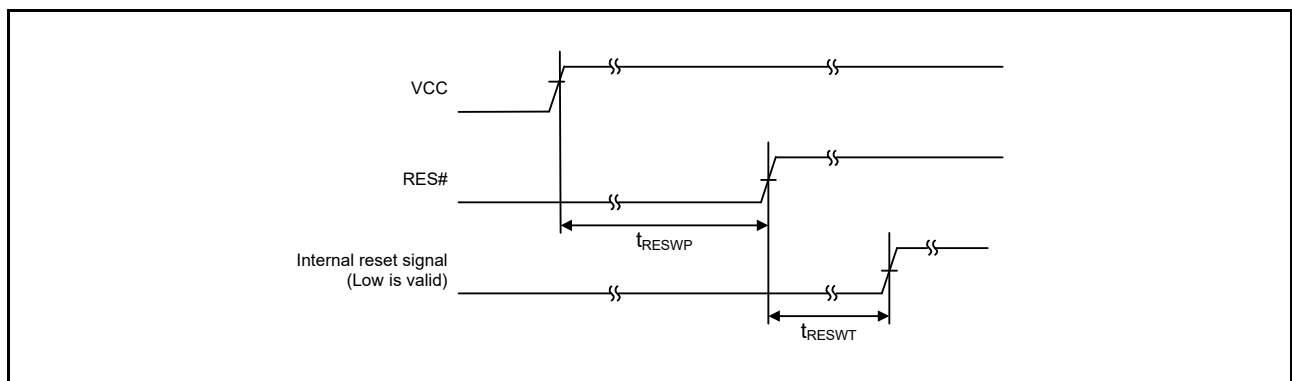 VCC
RES#
tRESWP
Internal reset signal
(Low is valid)
tRESWT